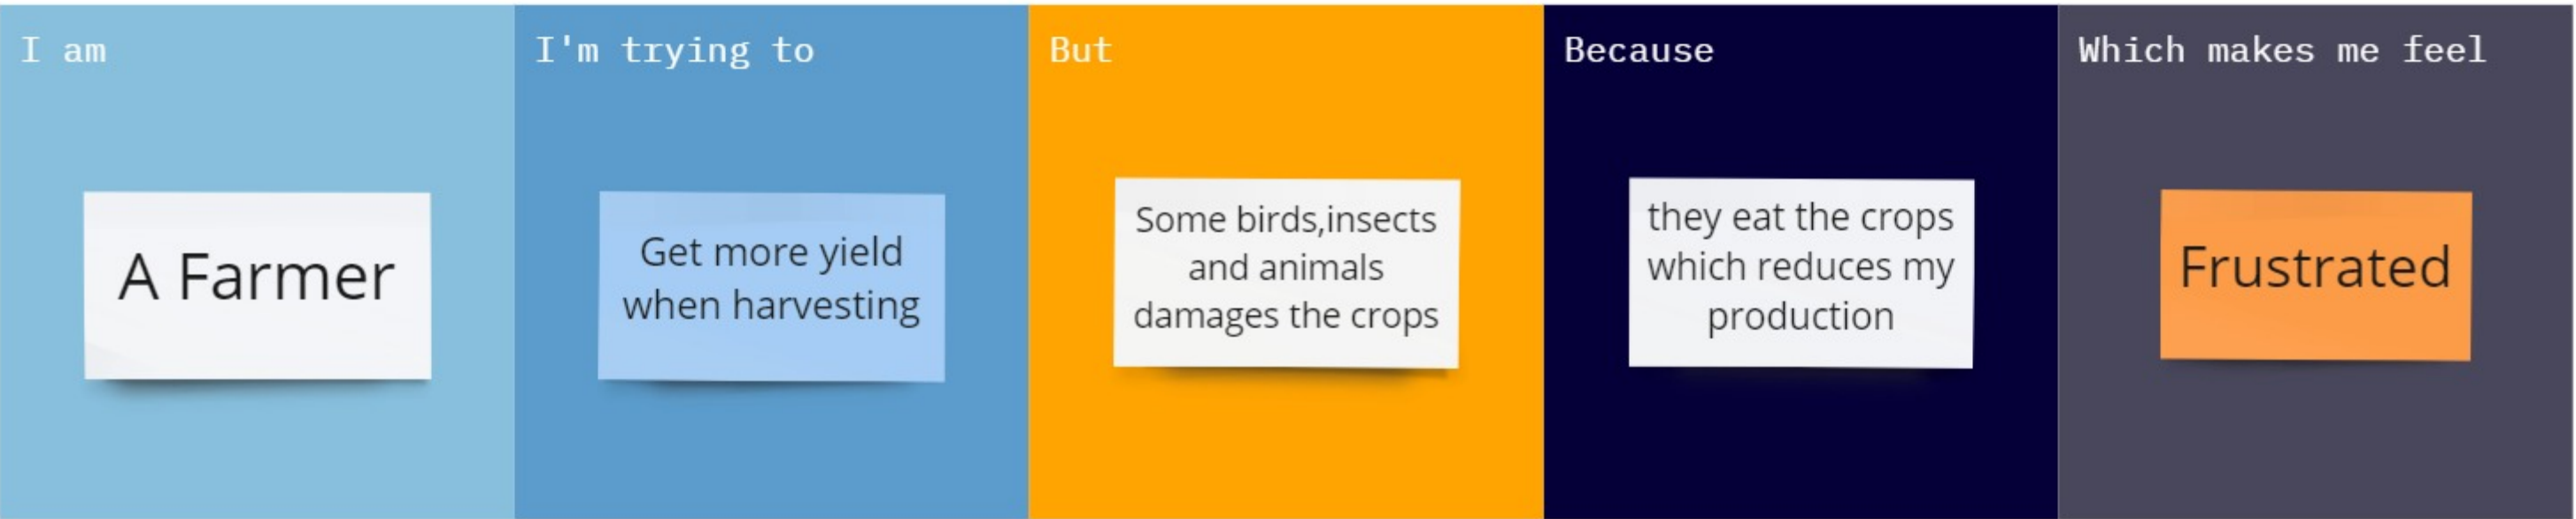 I am
A Farmer
I'm trying to
Get more yield
when harvesting
But
Some birds,insects
and animals
damages the crops
Because
they eat the crops
which reduces my
production
Which makes me feel
Frustrated